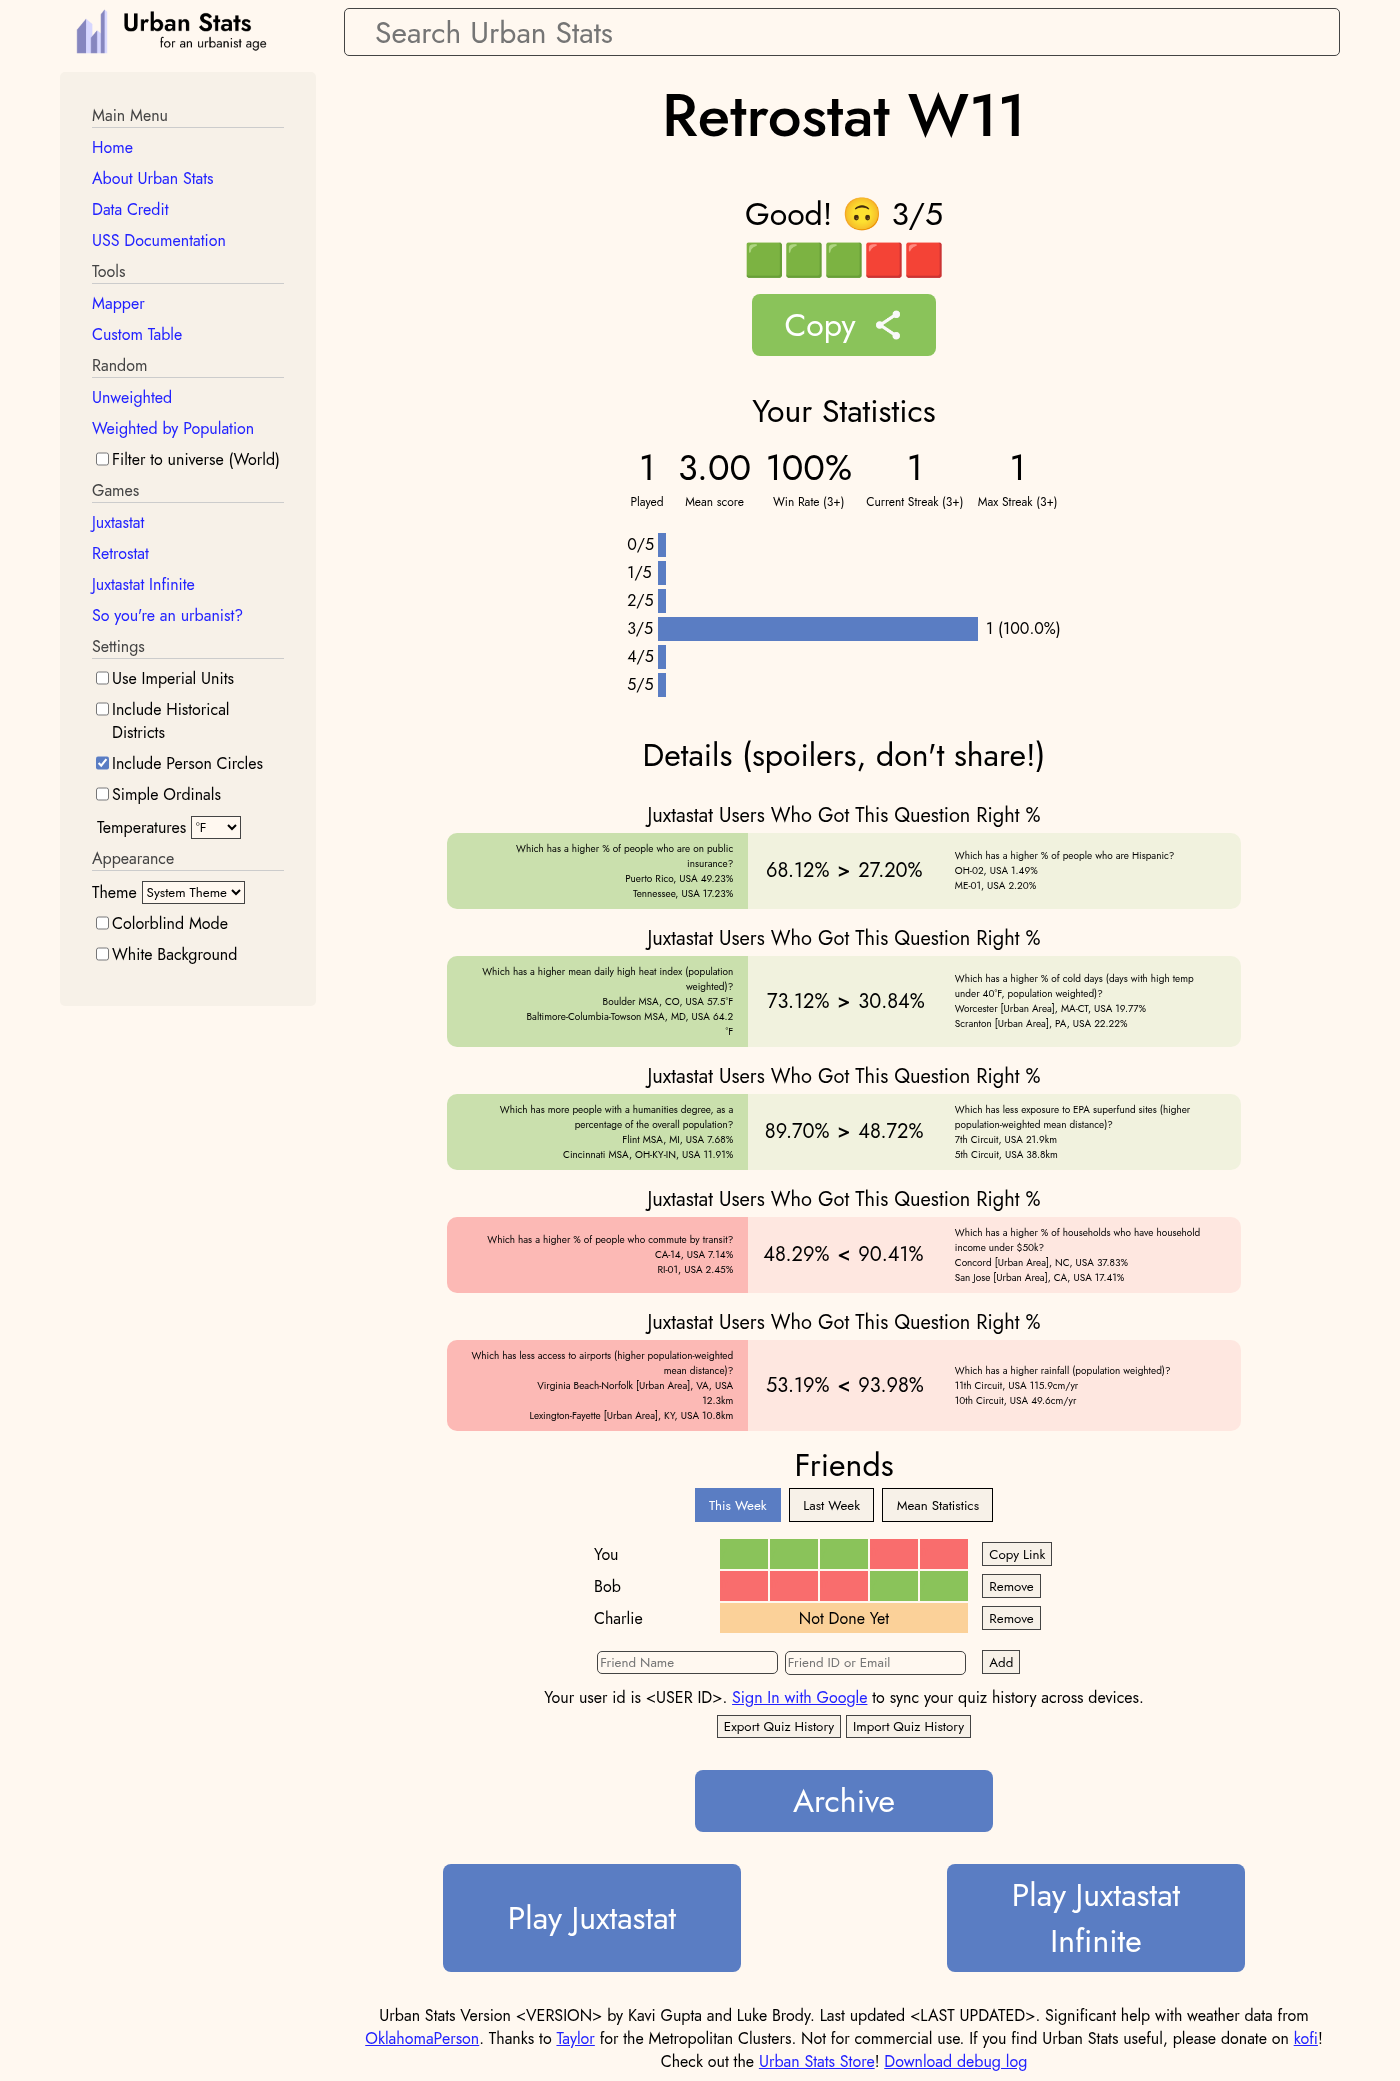 Urban Stats
for an urbanist age
Search Urban Stats
Main Menu
Home
About Urban Stats
Data Credit
USS Documentation
Tools
Mapper
Custom Table
Random
Unweighted
Weighted by Population
Filter to universe (World)
Games
Juxtastat
Retrostat
Juxtastat Infinite
So you're an urbanist?
Settings
Use Imperial Units
Include Historical
Districts
Include Person Circles
Simple Ordinals
Temperatures °F
Appearance
Theme System Theme
Colorblind Mode
White Background
Retrostat W11
Good! 🙃 3/5
🟩🟩🟩🟥🟥
Copy
Your Statistics
1 3.00 100% 1 1
Played Mean score Win Rate (3+) Current Streak (3+) Max Streak (3+)
0/5
1/5
2/5
3/5 1 (100.0%)
4/5
5/5
Details (spoilers, don't share!)
Juxtastat Users Who Got This Question Right %
Which has a higher % of people who are on public
insurance?
Puerto Rico, USA 49.23%
Tennessee, USA 17.23%
68.12% > 27.20%
Which has a higher % of people who are Hispanic?
OH-02, USA 1.49%
ME-01, USA 2.20%
Juxtastat Users Who Got This Question Right %
Which has a higher mean daily high heat index (population
weighted)?
Boulder MSA, CO, USA 57.5°F
Baltimore-Columbia-Towson MSA, MD, USA 64.2
°F
73.12% > 30.84%
Which has a higher % of cold days (days with high temp
under 40°F, population weighted)?
Worcester [Urban Area], MA-CT, USA 19.77%
Scranton [Urban Area], PA, USA 22.22%
Juxtastat Users Who Got This Question Right %
Which has more people with a humanities degree, as a
percentage of the overall population?
Flint MSA, MI, USA 7.68%
Cincinnati MSA, OH-KY-IN, USA 11.91%
89.70% > 48.72%
Which has less exposure to EPA superfund sites (higher
population-weighted mean distance)?
7th Circuit, USA 21.9km
5th Circuit, USA 38.8km
Juxtastat Users Who Got This Question Right %
Which has a higher % of people who commute by transit?
CA-14, USA 7.14%
RI-01, USA 2.45%
48.29% < 90.41%
Which has a higher % of households who have household
income under $50k?
Concord [Urban Area], NC, USA 37.83%
San Jose [Urban Area], CA, USA 17.41%
Juxtastat Users Who Got This Question Right %
Which has less access to airports (higher population-weighted
mean distance)?
Virginia Beach-Norfolk [Urban Area], VA, USA
12.3km
Lexington-Fayette [Urban Area], KY, USA 10.8km
53.19% < 93.98%
Which has a higher rainfall (population weighted)?
11th Circuit, USA 115.9cm/yr
10th Circuit, USA 49.6cm/yr
Friends
This Week Last Week Mean Statistics
You Copy Link
Bob Remove
Charlie Not Done Yet Remove
Friend Name Friend ID or Email Add
Your user id is <USER ID>. Sign In with Google to sync your quiz history across devices.
Export Quiz History Import Quiz History
Archive
Play Juxtastat
Play Juxtastat
Infinite
Urban Stats Version <VERSION> by Kavi Gupta and Luke Brody. Last updated <LAST UPDATED>. Significant help with weather data from
OklahomaPerson. Thanks to Taylor for the Metropolitan Clusters. Not for commercial use. If you find Urban Stats useful, please donate on kofi!
Check out the Urban Stats Store! Download debug log